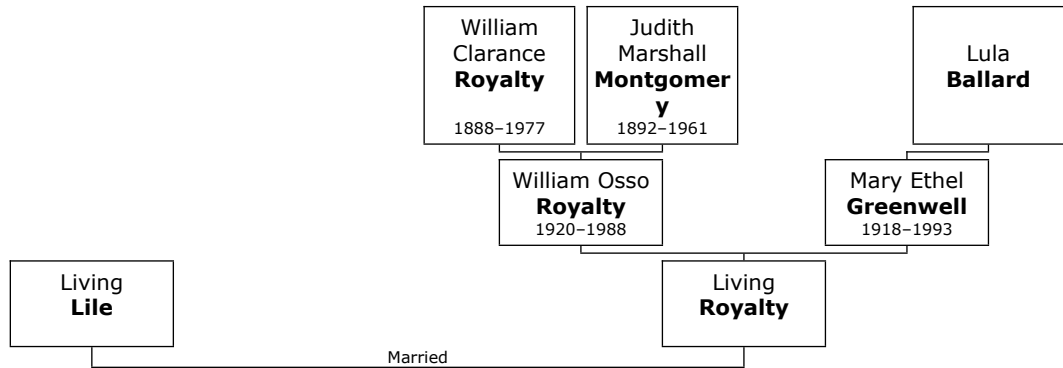 William
Clarance
Royalty
1888–1977
Judith
Marshall
Montgomer
y
1892–1961
Lula
Ballard
William Osso
Royalty
1920–1988
Mary Ethel
Greenwell
1918–1993
Living
Lile
Living
Royalty
Married